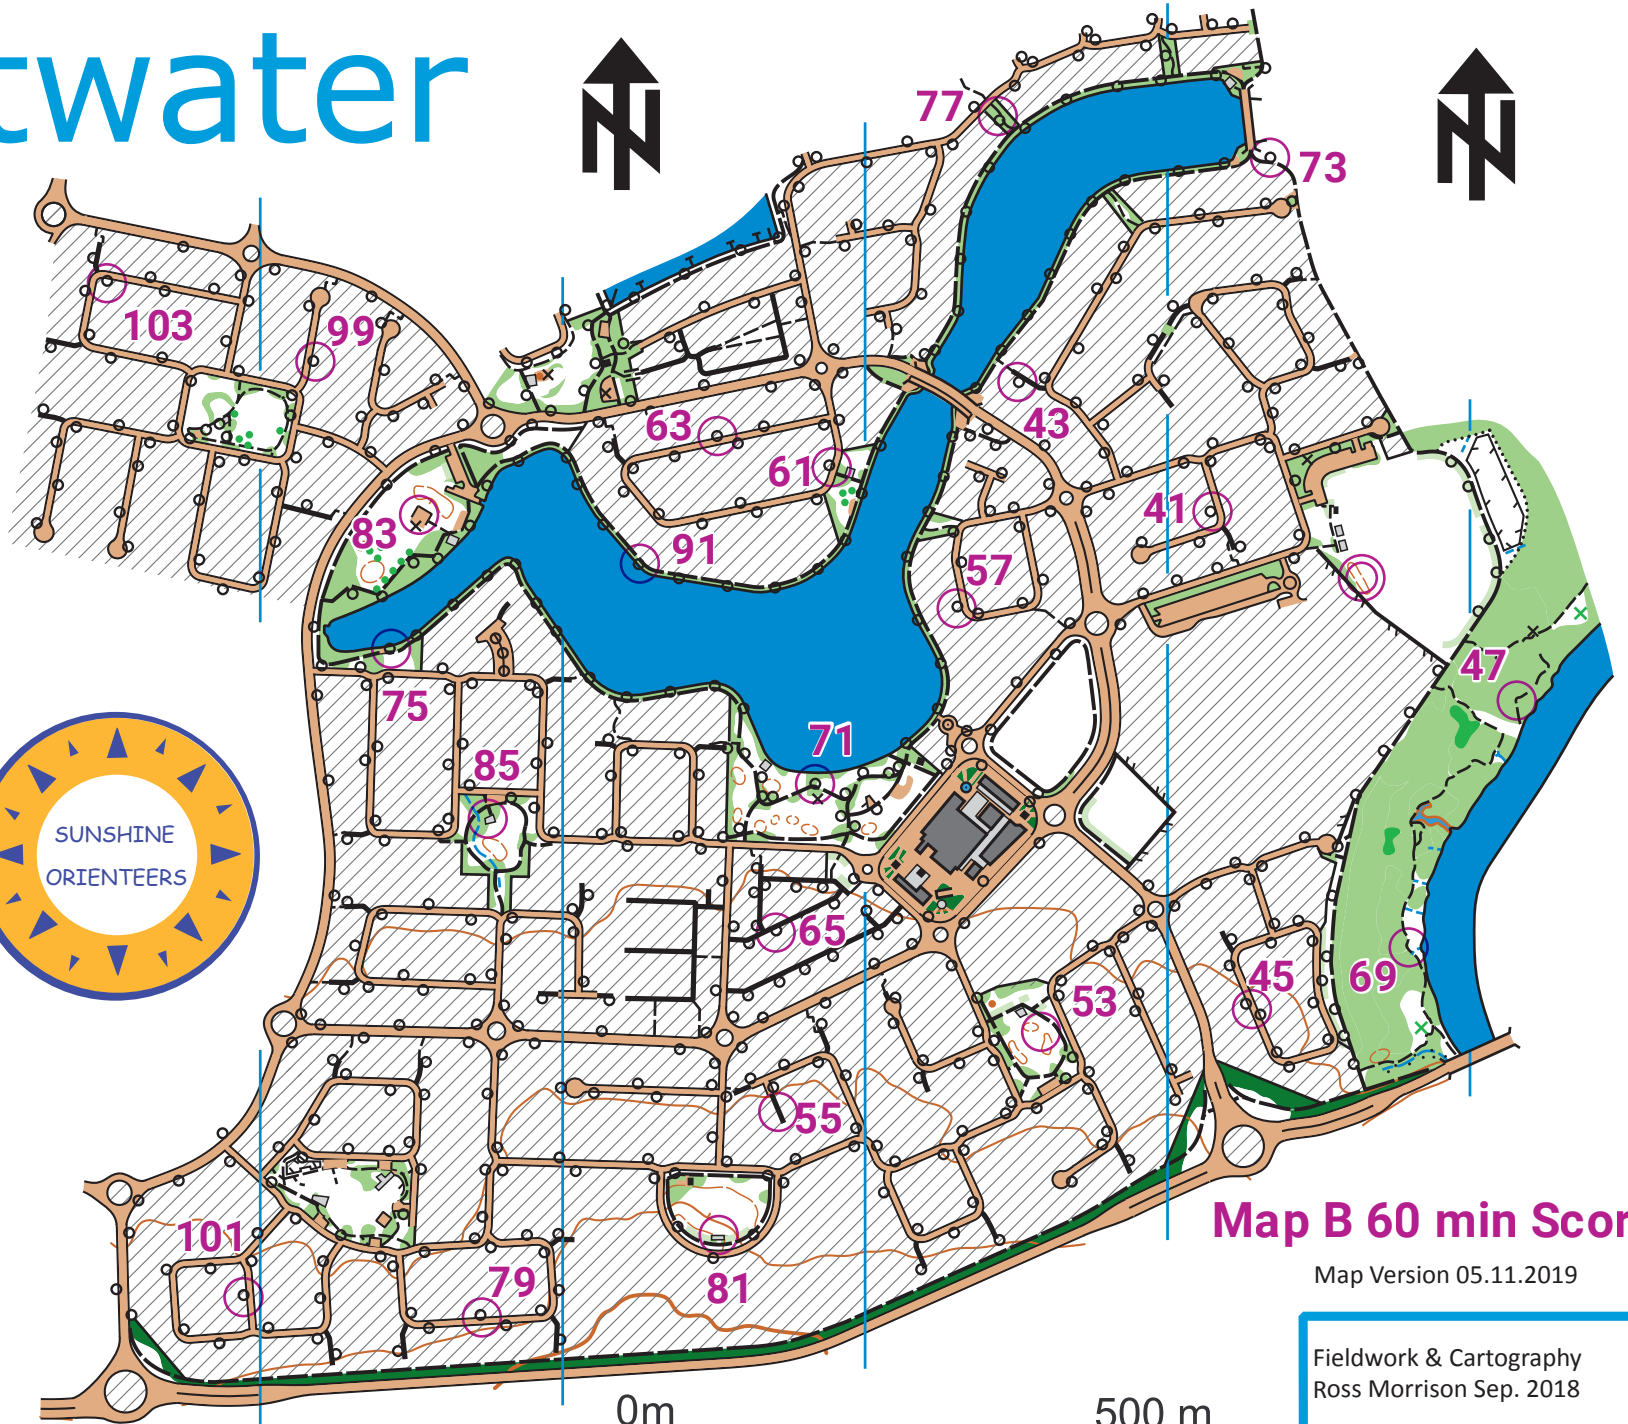 twater
77
73
103
99
63
43
61
41
83
91
57
47
75
71
85
SUNSHINE
ORIENTEERS
65
69
45
53
55
Map B 60 min Scor
101
Map Version 05.11.2019
79
81
Fieldwork & Cartography
Ross Morrison Sep. 2018
0m
500 m